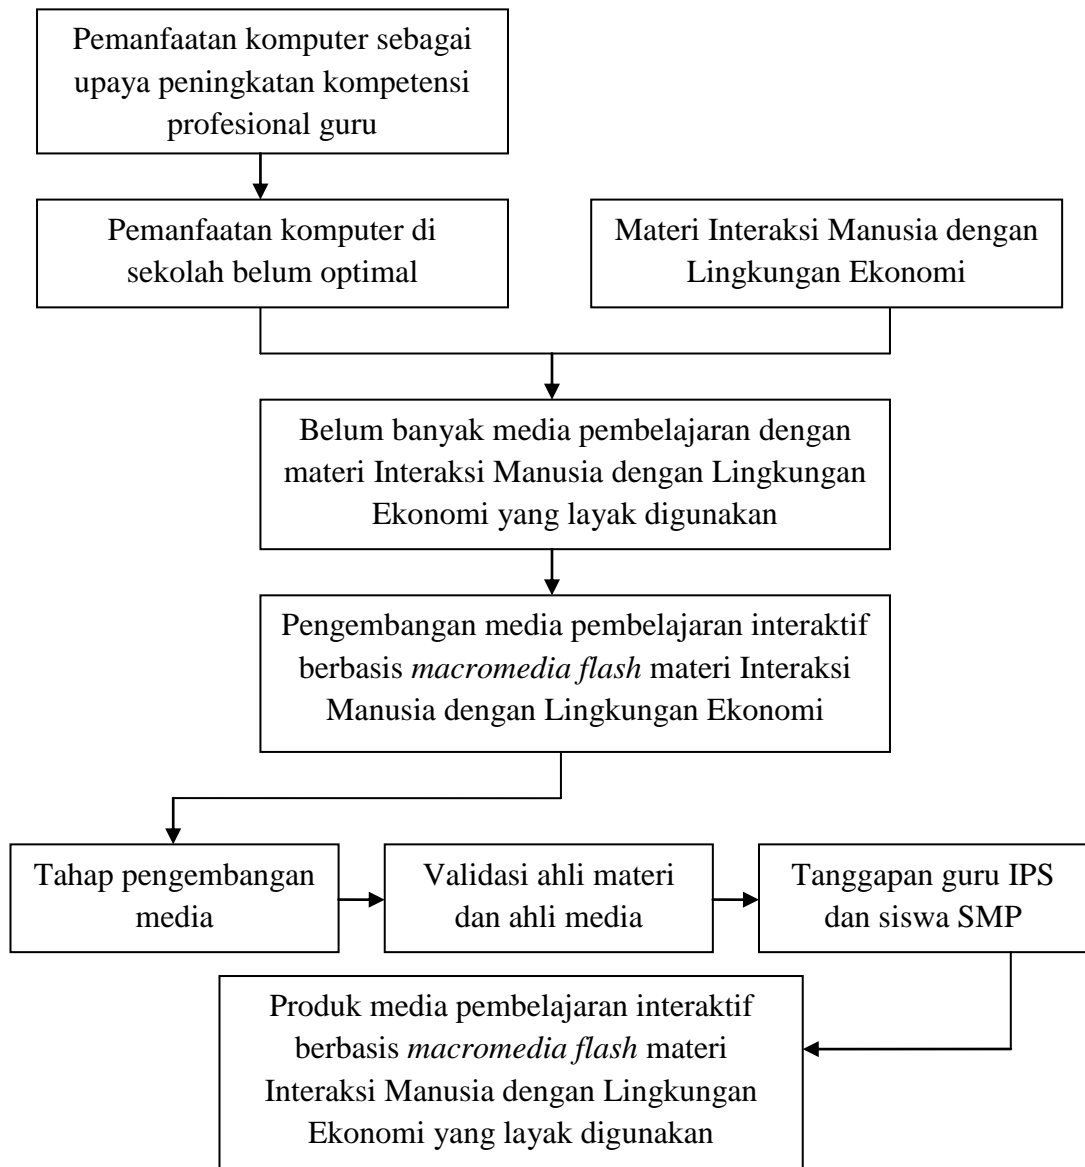 Pemanfaatan komputer sebagai
upaya peningkatan kompetensi
profesional guru
Pemanfaatan komputer di
sekolah belum optimal
Materi Interaksi Manusia dengan
Lingkungan Ekonomi
Belum banyak media pembelajaran dengan
materi Interaksi Manusia dengan Lingkungan
Ekonomi yang layak digunakan
Pengembangan media pembelajaran interaktif
berbasis macromedia flash materi Interaksi
Manusia dengan Lingkungan Ekonomi
Tahap pengembangan
media
Validasi ahli materi
dan ahli media
Tanggapan guru IPS
dan siswa SMP
Produk media pembelajaran interaktif
berbasis macromedia flash materi
Interaksi Manusia dengan Lingkungan
Ekonomi yang layak digunakan